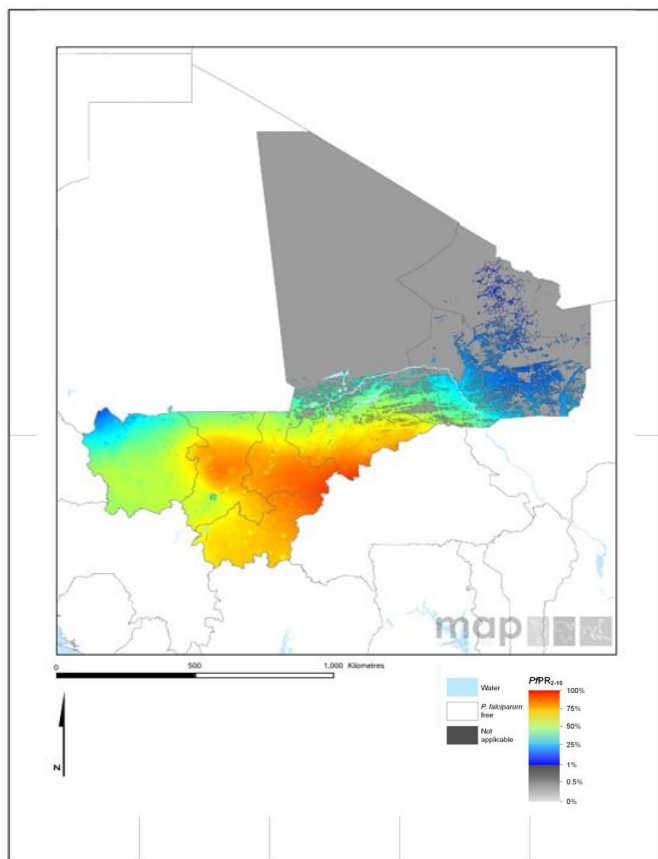 map
0 500 1,000 Kilometres
N
Water
P. falciparum
free
Not
applicable
PfPR2-10
100%
75%
50%
25%
1%
0.5%
0%